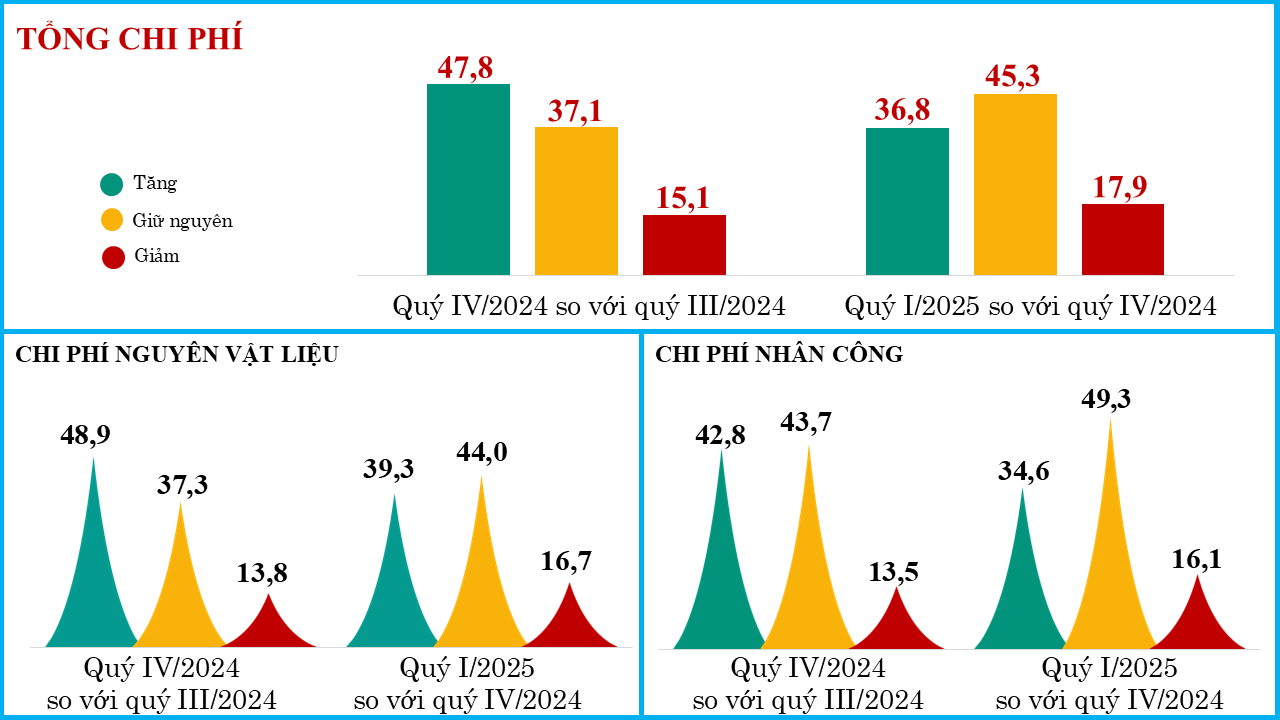 TỔNG CHI PHÍ
Tăng
Giữ nguyên
Giảm
47,8
37,1
15,1
36,8
45,3
17,9
Quý IV/2024 so với quý III/2024
Quý I/2025 so với quý IV/2024
CHI PHÍ NGUYÊN VẬT LIỆU
48,9
37,3
13,8
39,3
44,0
16,7
Quý IV/2024
so với quý III/2024
Quý I/2025
so với quý IV/2024
CHI PHÍ NHÂN CÔNG
42,8
43,7
13,5
34,6
49,3
16,1
Quý IV/2024
so với quý III/2024
Quý I/2025
so với quý IV/2024